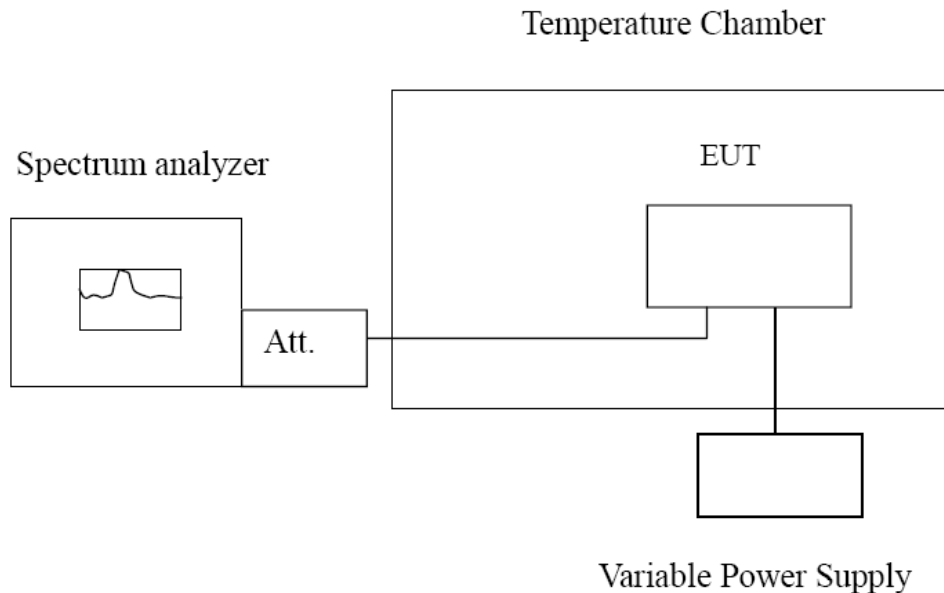 Temperature Chamber
EUT
Spectrum analyzer
Att.
Variable Power Supply